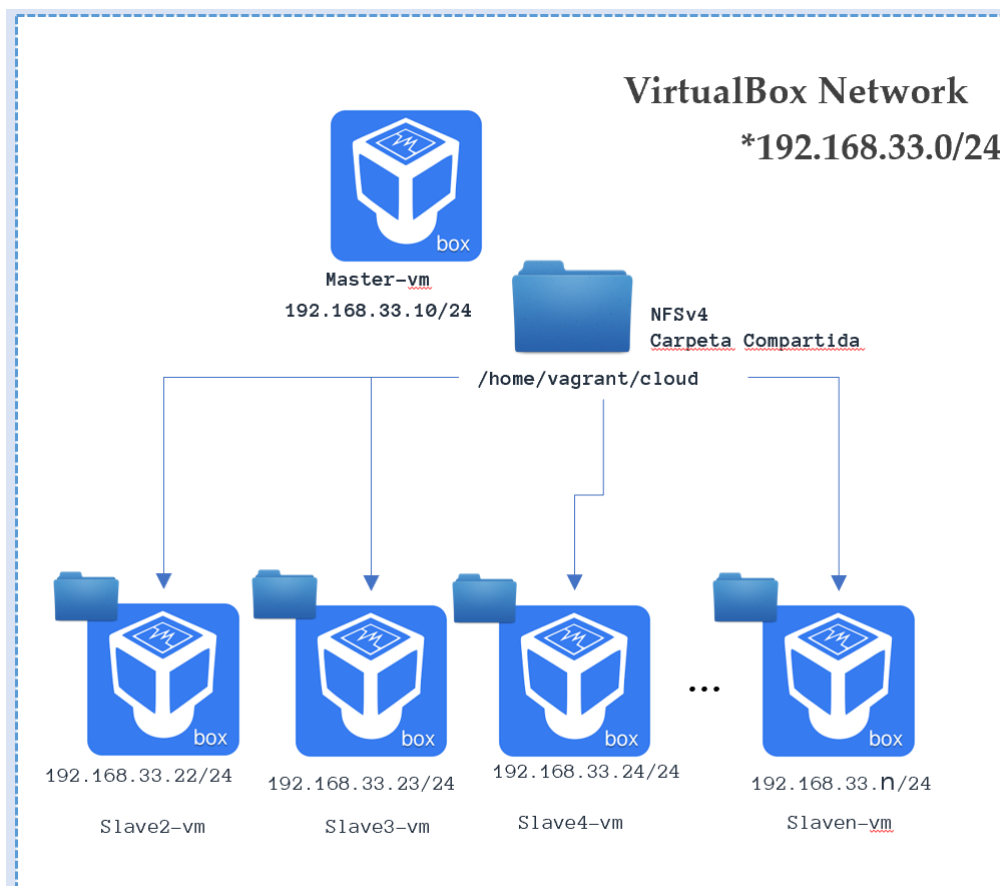 VirtualBox Network
*192.168.33.0/24
box
Master-vm
192.168.33.10/24
NFSv4
Carpeta Compartida
/home/vagrant/cloud
box
box
box
...
box
192.168.33.22/24
192.168.33.23/24
192.168.33.24/24
192.168.33.n/24
Slave2-vm
Slave3-vm
Slave4-vm
Slaven-vm